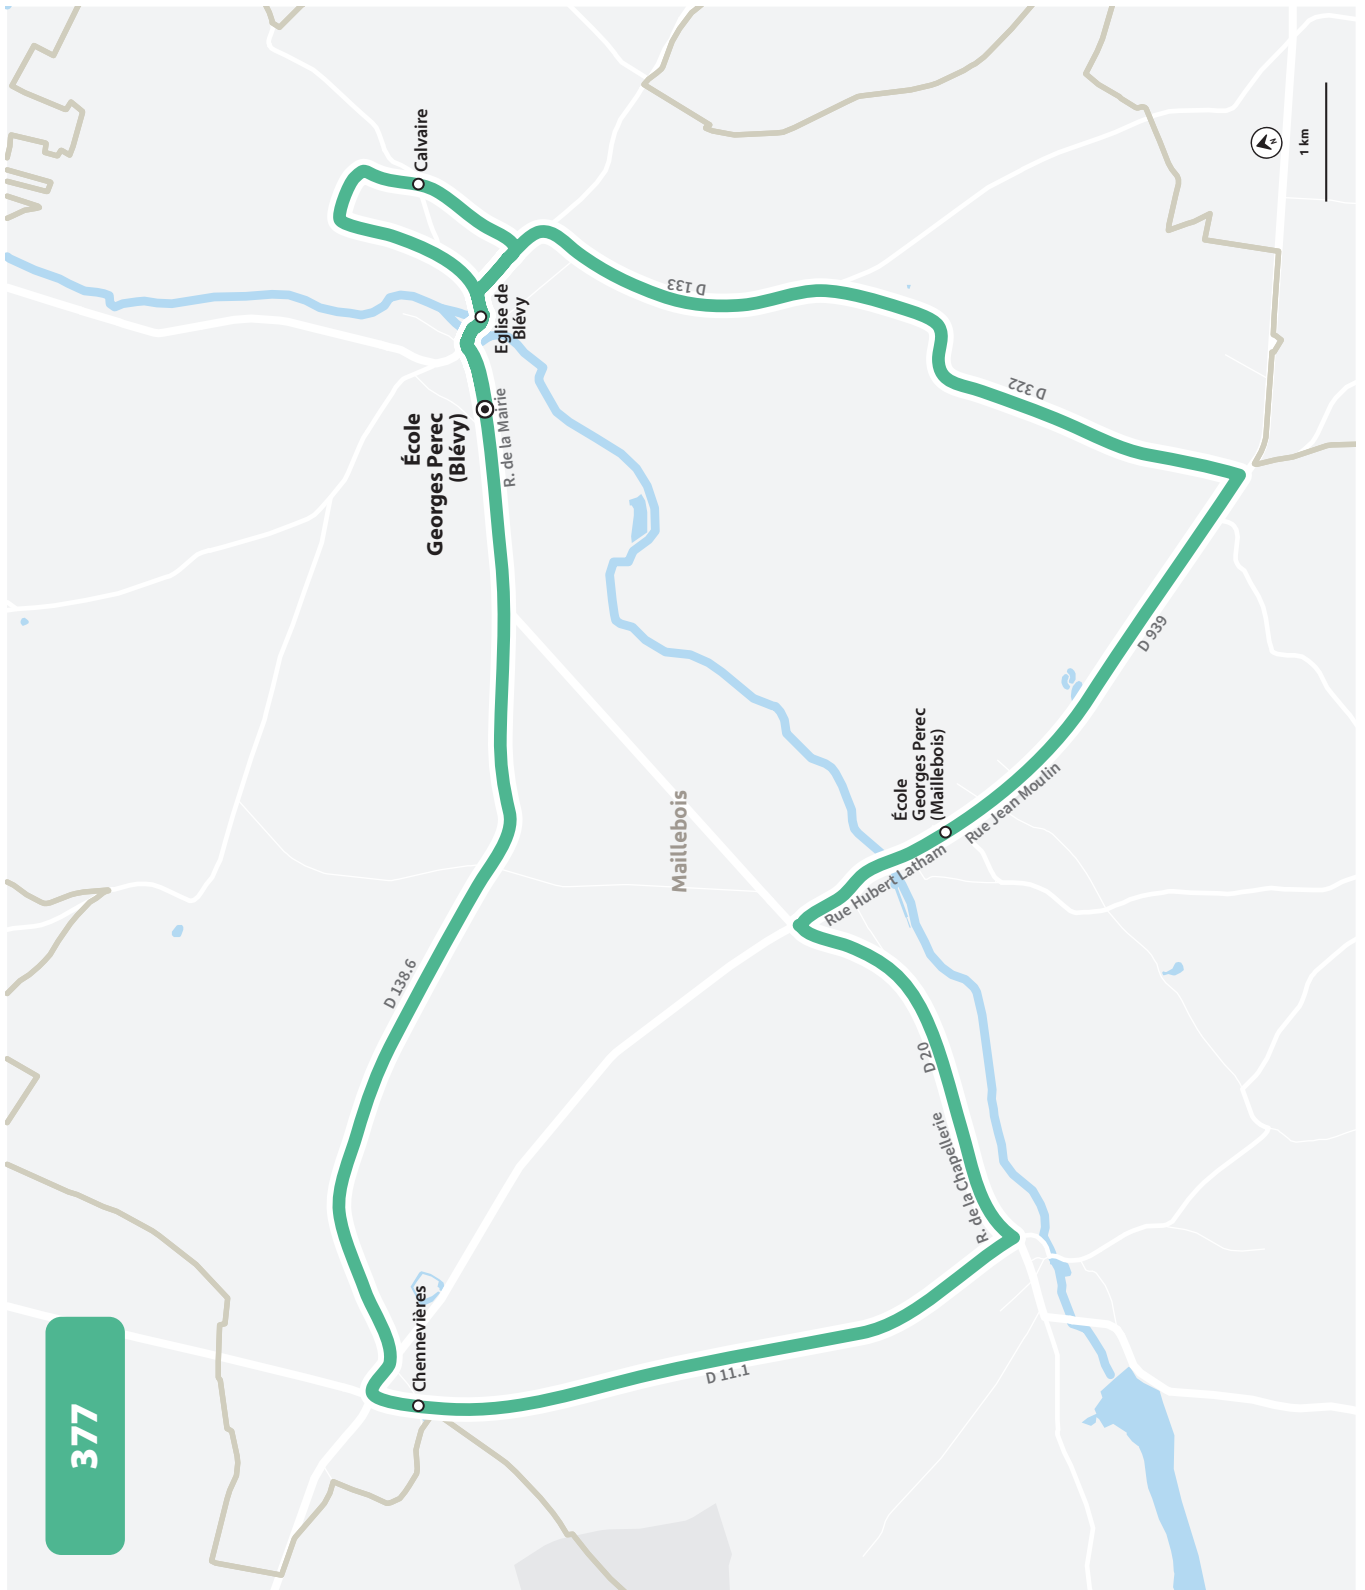 377
Chennevières
D 138.6
École
Georges Perec
(Blévy)
R. de la Mairie
Eglise de
Blévy
Calvaire
D 133
D 322
D 939
Maillebois
École
Georges Perec
(Maillebois)
Rue Jean Moulin
Rue Hubert Latham
D 20
R. de la Chapellerie
D 11.1
N
1 km